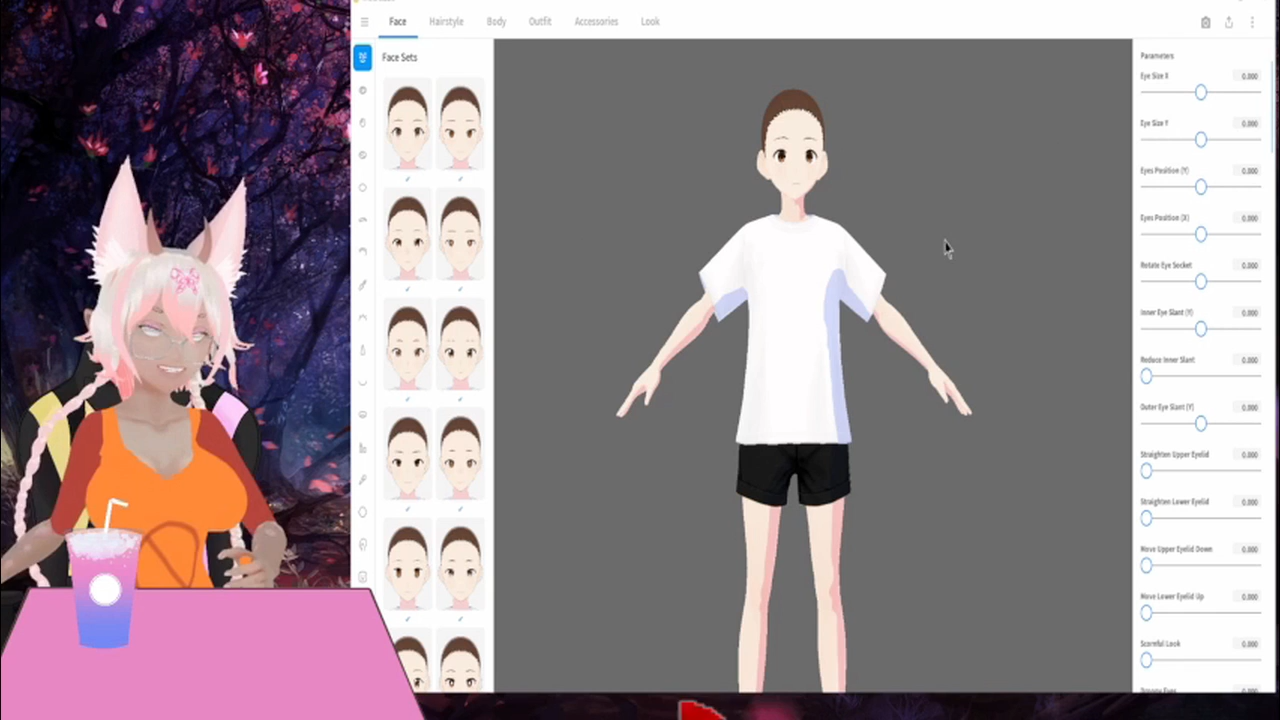 Face Hairstyle Body Outfit Accessories Look
Face Sets
Parameters
Eye Size X 0.000
Eye Size Y 0.000
Eyes Position (Y) 0.000
Eyes Position (X) 0.000
Rotate Eye Socket 0.000
Inner Eye Slant (Y) 0.000
Reduce Inner Slant 0.000
Outer Eye Slant (Y) 0.000
Straighten Upper Eyelid 0.000
Straighten Lower Eyelid 0.000
Move Upper Eyelid Down 0.000
Move Lower Eyelid Up 0.000
Scornful Look 0.000